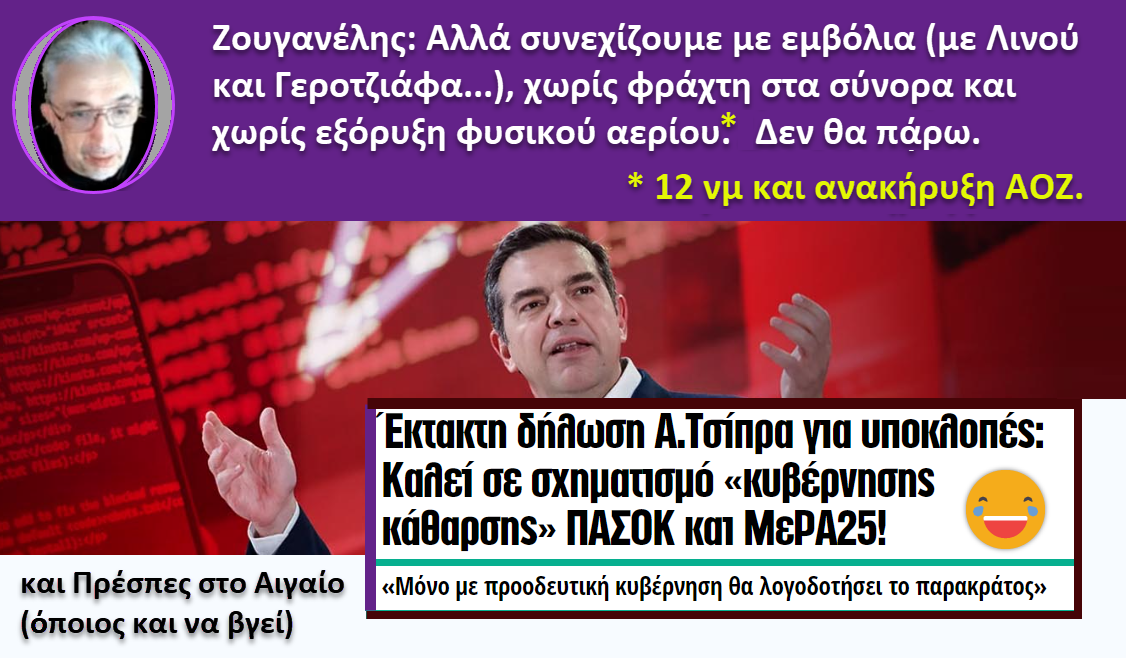 Ζουγανέλης: Αλλά συνεχίζουμε με εμβόλια (με Λινού
και Γεροτζιάφα...), χωρίς φράχτη στα σύνορα και
χωρίς εξόρυξη φυσικού αερίου.* Δεν θα πάρω.
* 12 νμ και ανακήρυξη ΑΟΖ.
Έκτακτη δήλωση Α.Τσίπρα για υποκλοπές:
Καλεί σε σχηματισμό «κυβέρνησης
κάθαρσης» ΠΑΣΟΚ και ΜεΡΑ25!
«Μόνο με προοδευτική κυβέρνηση θα λογοδοτήσει το παρακράτος»
και Πρέσπες στο Αιγαίο
(όποιος και να βγεί)